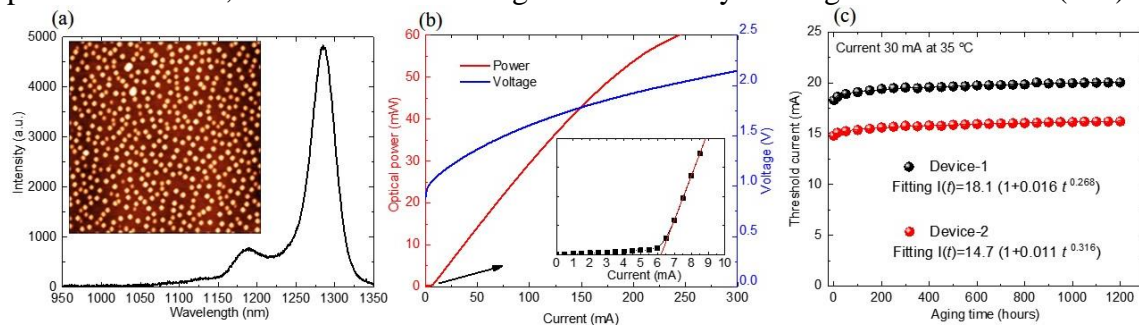 (a)
5000
4000
3000
2000
1000
0
Intensity (a.u.)
950 1000 1050 1100 1150 1200 1250 1300 1350
Wavelength (nm)
(b)
60
50
40
30
20
10
0
Optical power (mW)
Power
Voltage
2.5
2.0
1.5
1.0
0.5
0.0
Voltage (V)
0 1 2 3 4 5 6 7 8 9 10
Current (mA)
0 50 100 150 200 250 300
Current (mA)
(c)
Current 30 mA at 35 ºC
25
20
15
10
5
0
Threshold current (mA)
Device-1
Fitting I(t)=18.1 (1+0.016 t 0.268)
Device-2
Fitting I(t)=14.7 (1+0.011 t 0.316)
0 200 400 600 800 1000 1200
Aging time (hours)